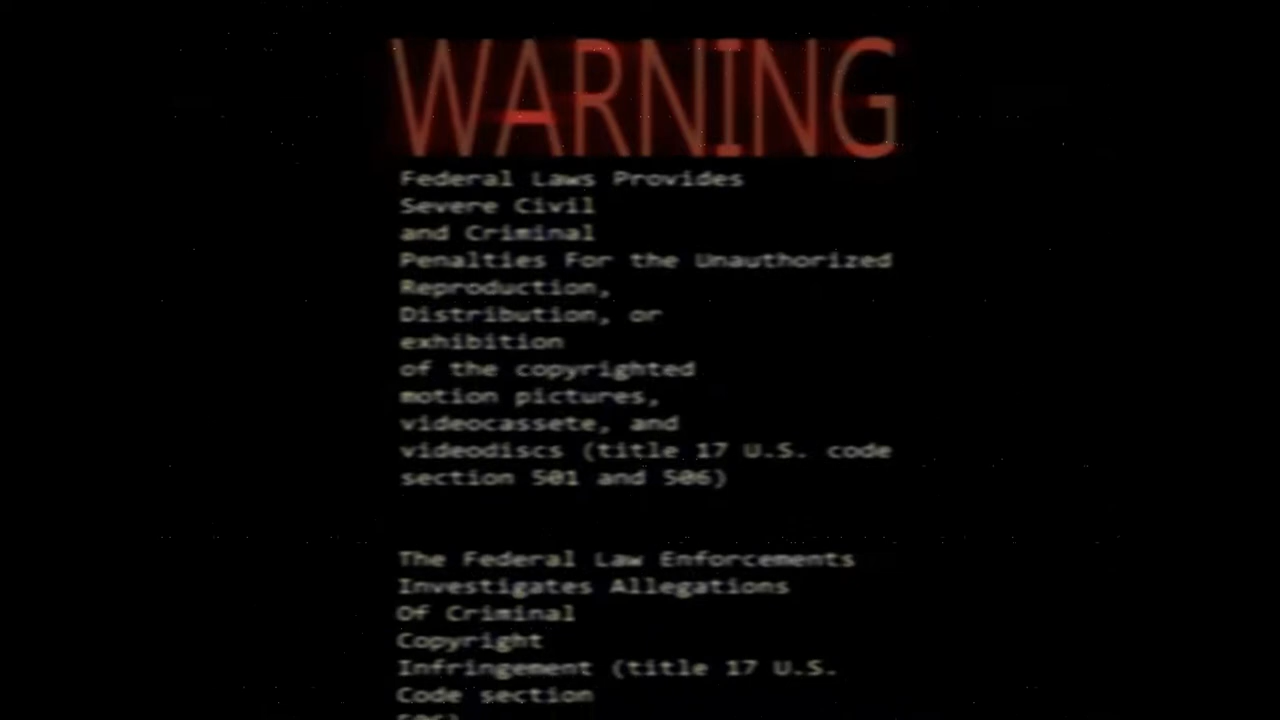 WARNING
Federal Laws Provides
Severe Civil
and Criminal
Penalties For the Unauthorized
Reproduction,
Distribution, or
exhibition
of the copyrighted
motion pictures,
videocassete, and
videodiscs (title 17 U.S. code
section 501 and 506)
The Federal Law Enforcements
Investigates Allegations
Of Criminal
Copyright
Infringement (title 17 U.S.
Code section
506)